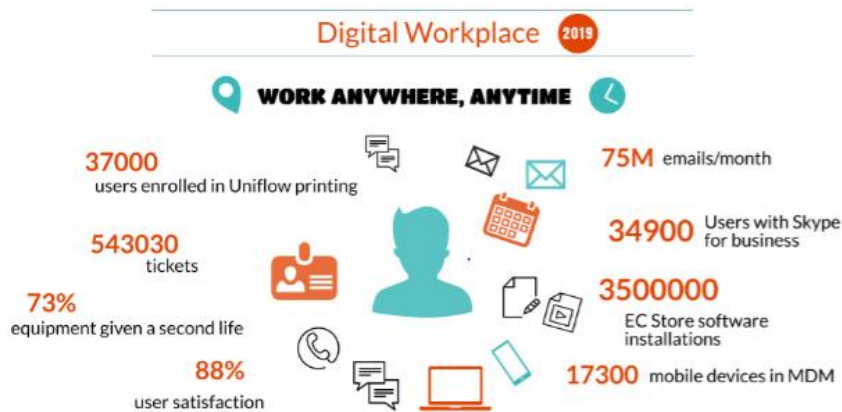 Digital Workplace 2019
WORK ANYWHERE, ANYTIME
37000
users enrolled in Uniflow printing
543030
tickets
73%
equipment given a second life
88%
user satisfaction
75M emails/month
34900 Users with Skype
for business
3500000
EC Store software
installations
17300 mobile devices in MDM